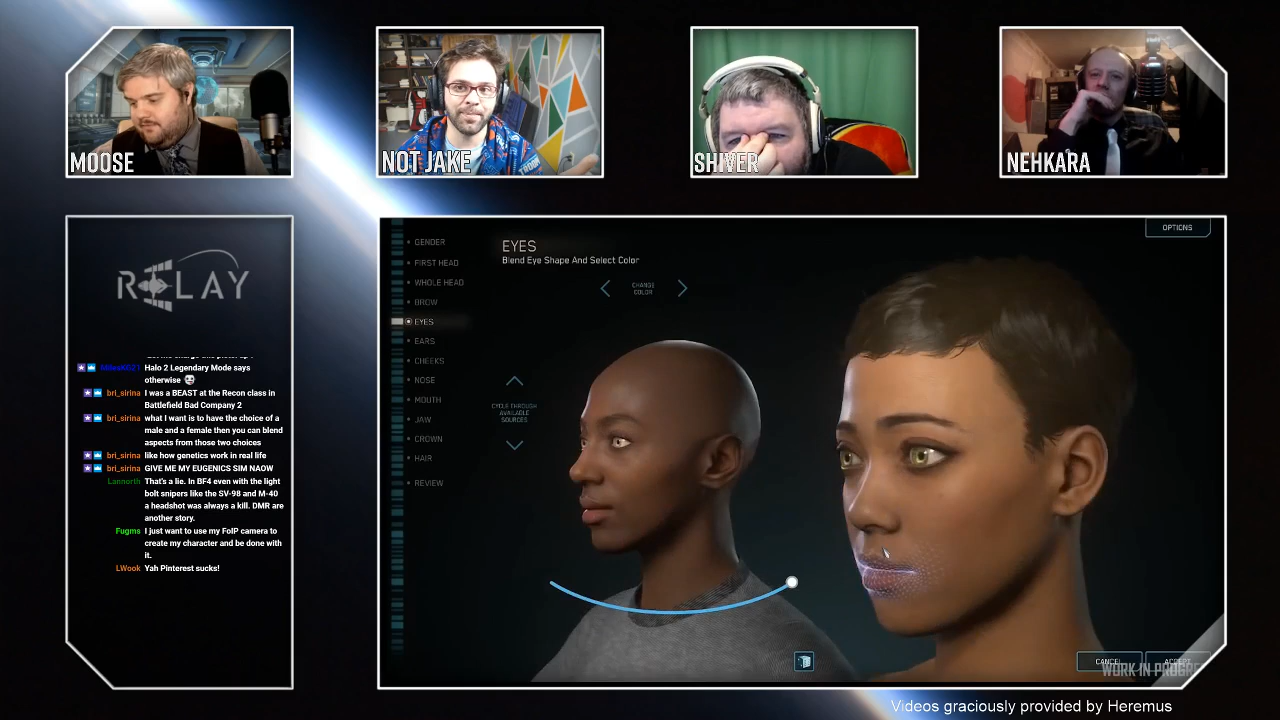 MOOSE
NOT JAKE
SHIVER
NEHKARA
RELAY
MilesKG21 Halo 2 Legendary Mode says
otherwise
bri_sirina I was a BEAST at the Recon class in
Battlefield Bad Company 2
bri_sirina what I want is to have the choice of a
male and a female then you can blend
aspects from those two choices
bri_sirina like how genetics work in real life
bri_sirina GIVE ME MY EUGENICS SIM NAOW
Lannorth That's a lie. In BF4 even with the light
bolt snipers like the SV-98 and M-40
a headshot was always a kill. DMR are
another story.
Fugms I just want to use my FoIP camera to
create my character and be done with
it.
LWook Yah Pinterest sucks!
GENDER
FIRST HEAD
WHOLE HEAD
BROW
EYES
EARS
CHEEKS
NOSE
MOUTH
JAW
CROWN
HAIR
REVIEW
EYES
Blend Eye Shape And Select Color
CHANGE
COLOR
CYCLE THROUGH
AVAILABLE
SOURCES
OPTIONS
CANCEL
ACCEPT
WORK IN PROGRE
Videos graciously provided by Heremus